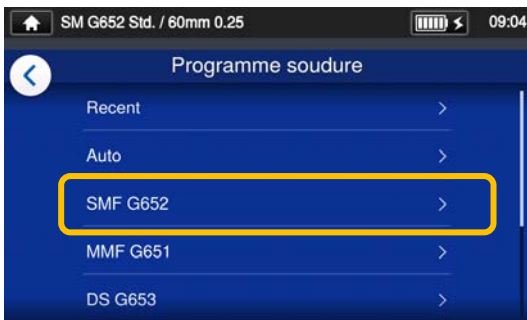 SM G652 Std. / 60mm 0.25 09:04
Programme soudure
Recent
Auto
SMF G652
MMF G651
DS G653